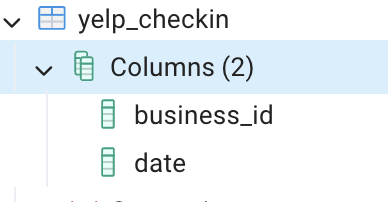 yelp_checkin
Columns (2)
business_id
date